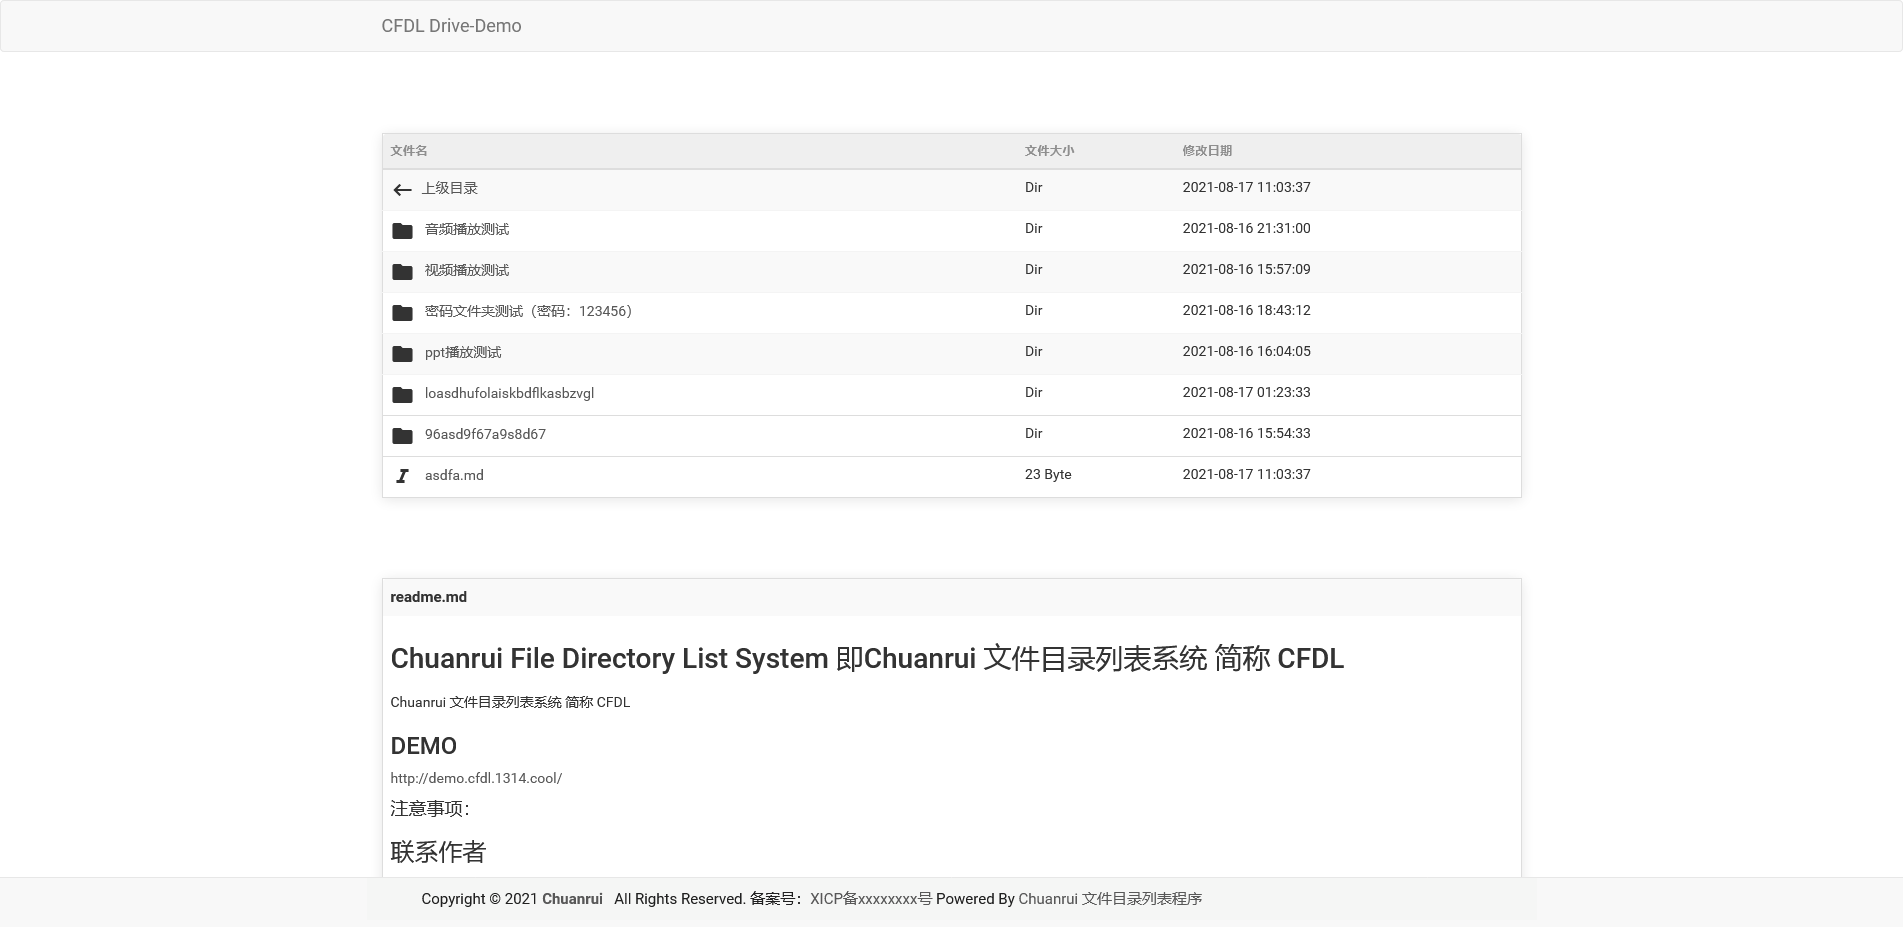 CFDL Drive-Demo
文件名 文件大小 修改日期
上级目录 Dir 2021-08-17 11:03:37
音频播放测试 Dir 2021-08-16 21:31:00
视频播放测试 Dir 2021-08-16 15:57:09
密码文件夹测试（密码：123456） Dir 2021-08-16 18:43:12
ppt播放测试 Dir 2021-08-16 16:04:05
loasdhufolaiskbdflkasbzvgl Dir 2021-08-17 01:23:33
96asd9f67a9s8d67 Dir 2021-08-16 15:54:33
asdfa.md 23 Byte 2021-08-17 11:03:37
readme.md
Chuanrui File Directory List System 即Chuanrui 文件目录列表系统 简称 CFDL
Chuanrui 文件目录列表系统 简称 CFDL
DEMO
http://demo.cfdl.1314.cool/
注意事项：
联系作者
Copyright © 2021 Chuanrui All Rights Reserved. 备案号：XICP备xxxxxxxx号 Powered By Chuanrui 文件目录列表程序